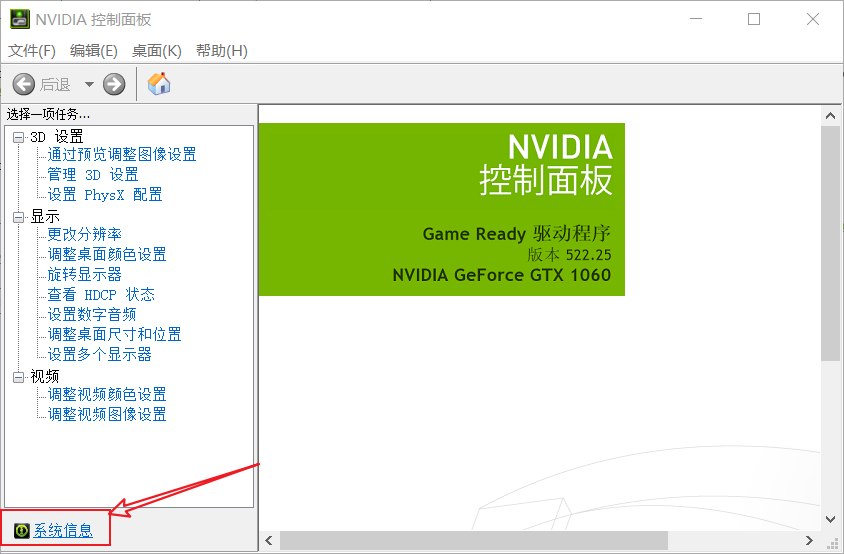 NVIDIA 控制面板
文件(F) 编辑(E) 桌面(K) 帮助(H)
后退
选择一项任务...
3D 设置
通过预览调整图像设置
管理 3D 设置
设置 PhysX 配置
显示
更改分辨率
调整桌面颜色设置
旋转显示器
查看 HDCP 状态
设置数字音频
调整桌面尺寸和位置
设置多个显示器
视频
调整视频颜色设置
调整视频图像设置
系统信息
NVIDIA
控制面板
Game Ready 驱动程序
版本 522.25
NVIDIA GeForce GTX 1060